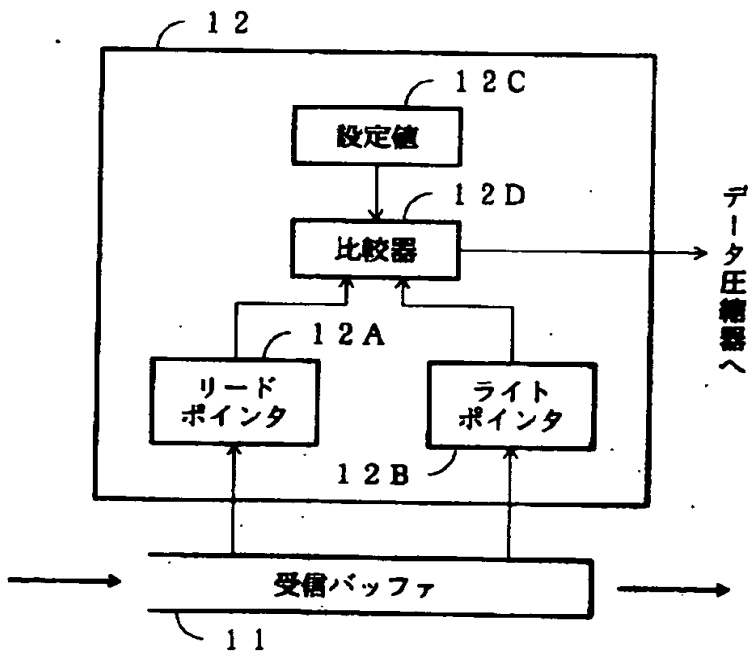 １２
１２C
設定値
１２D
比較器
データ圧縮器へ
１２A
リード
ポインタ
ライト
ポインタ
１２B
受信バッファ
１１